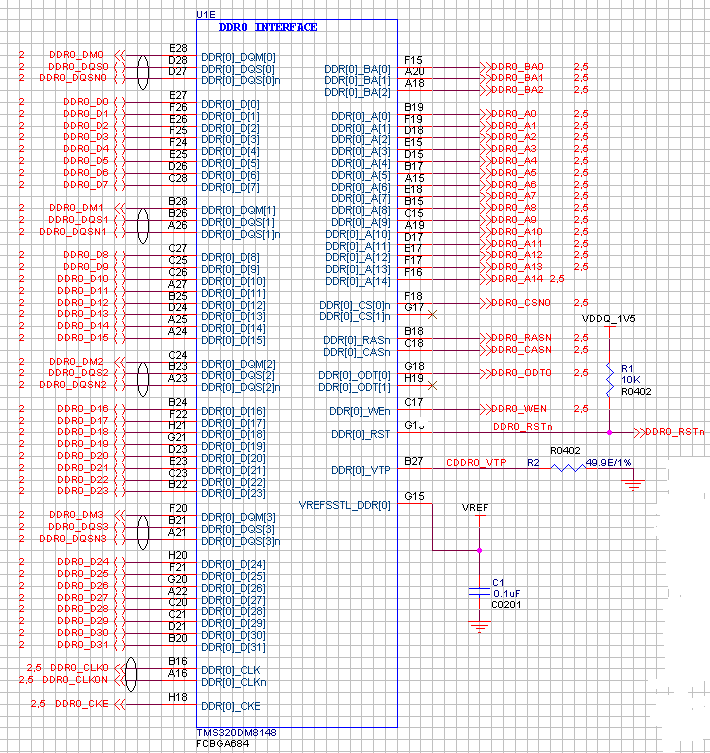 U1E
DDR0 INTERFACE
2 DDR0_DM0 E28 DDR[0]_DQM[0]
2 DDR0_DQS0 D28 DDR[0]_DQS[0]
2 DDR0_DQSN0 D27 DDR[0]_DQS[0]n
2 DDR0_D0 E27 DDR[0]_D[0]
2 DDR0_D1 F26 DDR[0]_D[1]
2 DDR0_D2 E26 DDR[0]_D[2]
2 DDR0_D3 F25 DDR[0]_D[3]
2 DDR0_D4 F24 DDR[0]_D[4]
2 DDR0_D5 E25 DDR[0]_D[5]
2 DDR0_D6 D26 DDR[0]_D[6]
2 DDR0_D7 C28 DDR[0]_D[7]
2 DDR0_DM1 B28 DDR[0]_DQM[1]
2 DDR0_DQS1 B26 DDR[0]_DQS[1]
2 DDR0_DQSN1 A26 DDR[0]_DQS[1]n
2 DDR0_D8 C27 DDR[0]_D[8]
2 DDR0_D9 C25 DDR[0]_D[9]
2 DDR0_D10 C26 DDR[0]_D[10]
2 DDR0_D11 A27 DDR[0]_D[11]
2 DDR0_D12 B25 DDR[0]_D[12]
2 DDR0_D13 D24 DDR[0]_D[13]
2 DDR0_D14 A25 DDR[0]_D[14]
2 DDR0_D15 A24 DDR[0]_D[15]
2 DDR0_DM2 C24 DDR[0]_DQM[2]
2 DDR0_DQS2 B23 DDR[0]_DQS[2]
2 DDR0_DQSN2 A23 DDR[0]_DQS[2]n
2 DDR0_D16 B24 DDR[0]_D[16]
2 DDR0_D17 F22 DDR[0]_D[17]
2 DDR0_D18 H21 DDR[0]_D[18]
2 DDR0_D19 G21 DDR[0]_D[19]
2 DDR0_D20 D23 DDR[0]_D[20]
2 DDR0_D21 E23 DDR[0]_D[21]
2 DDR0_D22 C23 DDR[0]_D[22]
2 DDR0_D23 B22 DDR[0]_D[23]
2 DDR0_DM3 F20 DDR[0]_DQM[3]
2 DDR0_DQS3 B21 DDR[0]_DQS[3]
2 DDR0_DQSN3 A21 DDR[0]_DQS[3]n
2 DDR0_D24 H20 DDR[0]_D[24]
2 DDR0_D25 F21 DDR[0]_D[25]
2 DDR0_D26 G20 DDR[0]_D[26]
2 DDR0_D27 A22 DDR[0]_D[27]
2 DDR0_D28 C20 DDR[0]_D[28]
2 DDR0_D29 C21 DDR[0]_D[29]
2 DDR0_D30 D21 DDR[0]_D[30]
2 DDR0_D31 B20 DDR[0]_D[31]
2,5 DDR0_CLK0 B16 DDR[0]_CLK
2,5 DDR0_CLK0N A16 DDR[0]_CLKn
2,5 DDR0_CKE H18 DDR[0]_CKE
DDR[0]_BA[0] F15 DDR0_BA0 2,5
DDR[0]_BA[1] A20 DDR0_BA1 2,5
DDR[0]_BA[2] A18 DDR0_BA2 2,5
DDR[0]_A[0] B19 DDR0_A0 2,5
DDR[0]_A[1] F19 DDR0_A1 2,5
DDR[0]_A[2] D18 DDR0_A2 2,5
DDR[0]_A[3] E15 DDR0_A3 2,5
DDR[0]_A[4] D15 DDR0_A4 2,5
DDR[0]_A[5] B17 DDR0_A5 2,5
DDR[0]_A[6] A15 DDR0_A6 2,5
DDR[0]_A[7] E18 DDR0_A7 2,5
DDR[0]_A[8] B15 DDR0_A8 2,5
DDR[0]_A[9] C15 DDR0_A9 2,5
DDR[0]_A[10] A19 DDR0_A10 2,5
DDR[0]_A[11] D17 DDR0_A11 2,5
DDR[0]_A[12] E17 DDR0_A12 2,5
DDR[0]_A[13] F17 DDR0_A13 2,5
DDR[0]_A[14] F16 DDR0_A14 2,5
DDR[0]_CS[0]n F18 DDR0_CSN0 2,5
DDR[0]_CS[1]n G17
DDR[0]_RASn B18 DDR0_RASN 2,5
DDR[0]_CASn C18 DDR0_CASN 2,5
DDR[0]_ODT[0] G18 DDR0_ODT0 2,5
DDR[0]_ODT[1] H19
DDR[0]_WEn C17 DDR0_WEN 2,5
VDDQ_1V5
R1
10K
R0402
DDR[0]_RST DDR0_RSTn DDR0_RSTn
DDR[0]_VTP B27 CDDR0_VTP R2 R0402 49.9E/1%
VREFSSTL_DDR[0] G15
VREF
C1
0.1uF
C0201
TMS320DM8148
FCBGA684